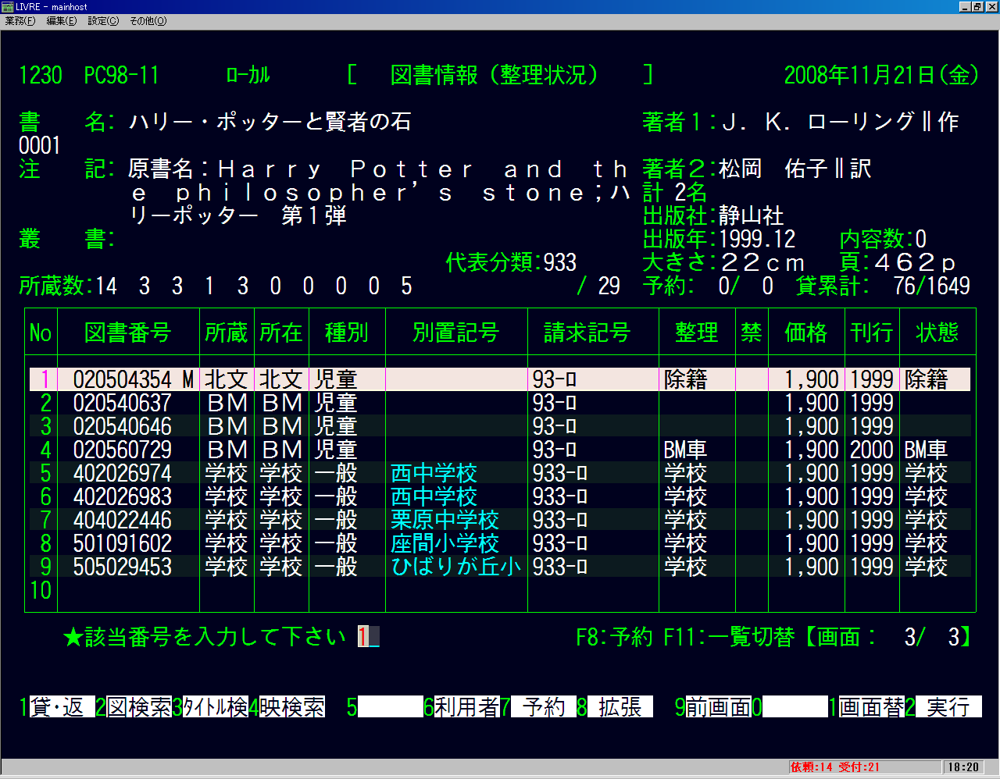 LIVRE - mainhost
業務(F) 編集(E) 設定(C) その他(O)
1230 PC98-11 ﾛｰｶﾙ [ 図書情報（整理状況） ] 2008年11月21日(金)
書 名: ハリー・ポッターと賢者の石 著者１:Ｊ．Ｋ．ローリング‖作
0001
注 記: 原書名：Ｈａｒｒｙ Ｐｏｔｔｅｒ ａｎｄ ｔｈ 著者２:松岡 佑子‖訳
ｅ ｐｈｉｌｏｓｏｐｈｅｒ’ｓ ｓｔｏｎｅ；ハ 計 2名
リーポッター 第１弾 出版社:静山社
叢 書: 出版年:1999.12 内容数:0
代表分類:933 大きさ:２２ｃｍ 頁:４６２ｐ
所蔵数:14 3 3 1 3 0 0 0 0 5 / 29 予約: 0/ 0 貸累計: 76/1649
No 図書番号 所蔵 所在 種別 別置記号 請求記号 整理 禁 価格 刊行 状態
1 020504354 M 北文 北文 児童 93-ﾛ 除籍 1,900 1999 除籍
2 020540637 ＢＭ ＢＭ 児童 93-ﾛ 1,900 1999
3 020540646 ＢＭ ＢＭ 児童 93-ﾛ 1,900 1999
4 020560729 ＢＭ ＢＭ 児童 93-ﾛ BM車 1,900 2000 BM車
5 402026974 学校 学校 一般 西中学校 933-ﾛ 学校 1,900 1999 学校
6 402026983 学校 学校 一般 西中学校 933-ﾛ 学校 1,900 1999 学校
7 404022446 学校 学校 一般 栗原中学校 933-ﾛ 学校 1,900 1999 学校
8 501091602 学校 学校 一般 座間小学校 933-ﾛ 学校 1,900 1999 学校
9 505029453 学校 学校 一般 ひばりが丘小 933-ﾛ 学校 1,900 1999 学校
10
★該当番号を入力して下さい 1_ F8:予約 F11:一覧切替【画面： 3/ 3】
1貸・返 2図検索3ﾀｲﾄﾙ検4映検索 5 6利用者7 予約 8 拡張 9前画面0 1画面替2 実行
依頼:14 受付:21 18:20